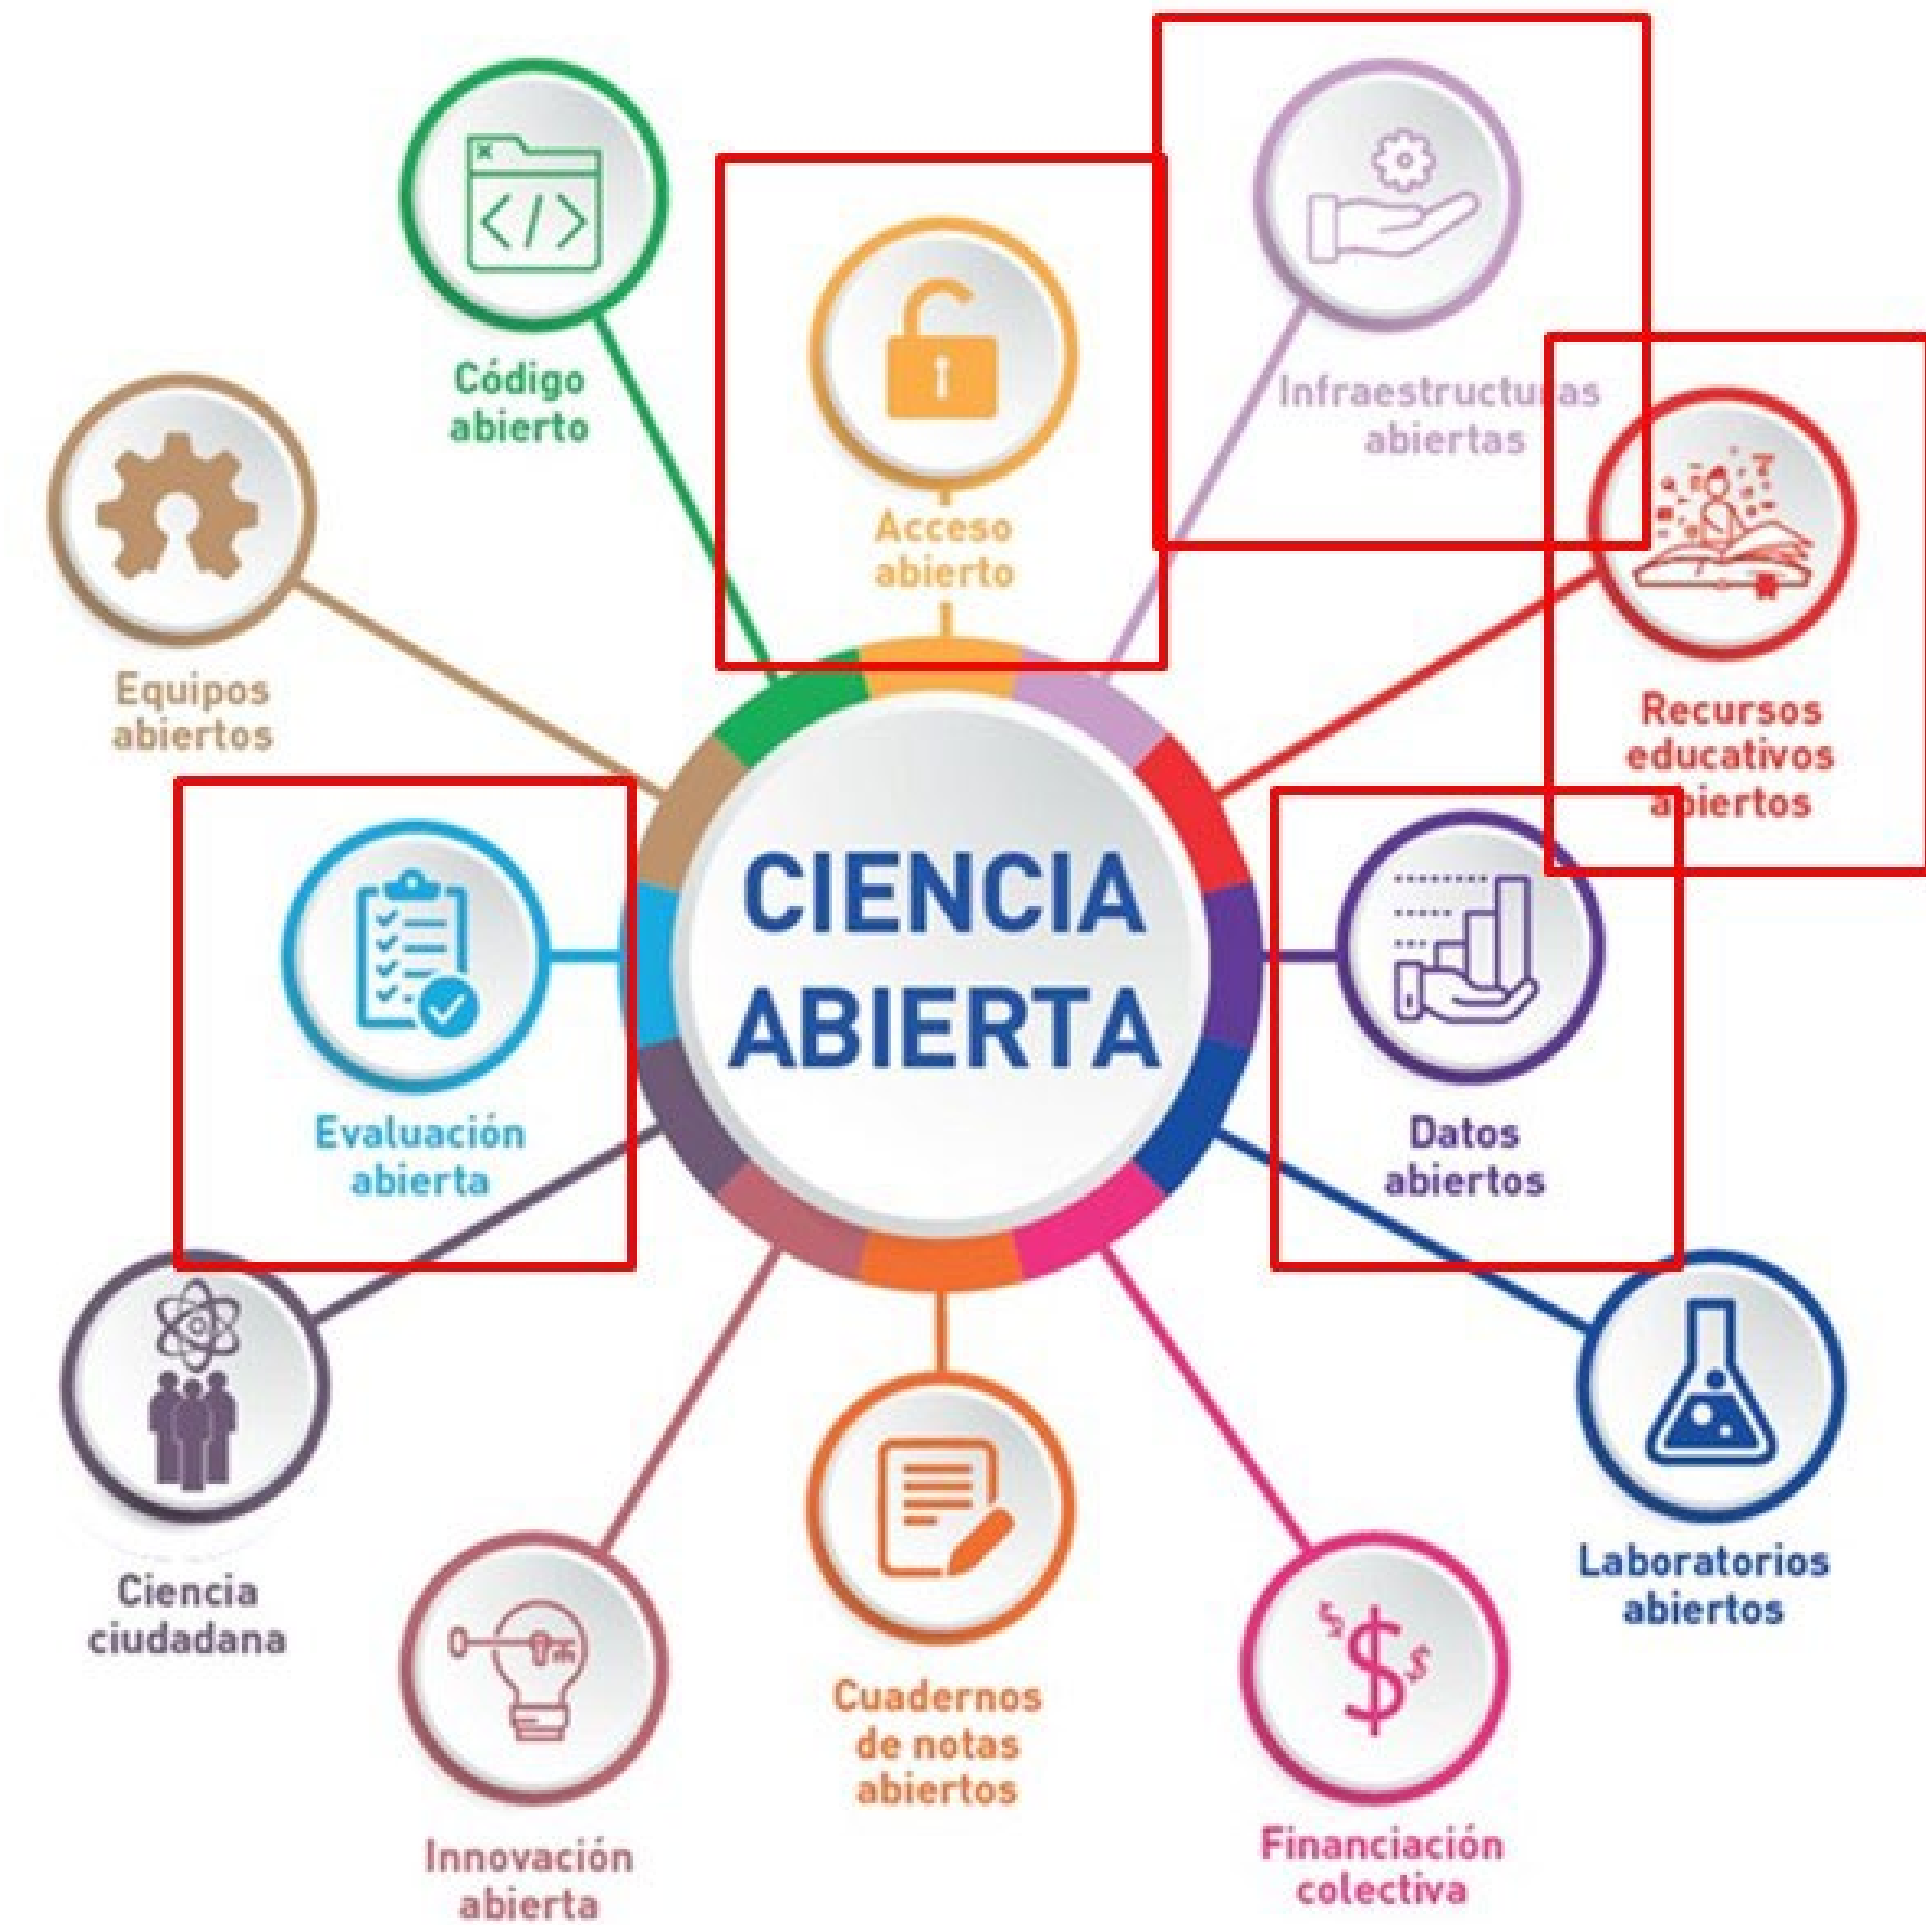 Código
abierto
Acceso
abierto
Infraestructuras
abiertas
Equipos
abiertos
Recursos
educativos
abiertos
CIENCIA
ABIERTA
Evaluación
abierta
Datos
abiertos
Ciencia
ciudadana
Laboratorios
abiertos
Cuadernos
de notas
abiertos
Innovación
abierta
Financiación
colectiva